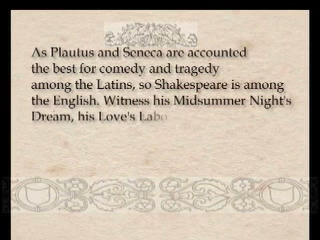 As Plautus and Seneca are accounted
the best for comedy and tragedy
among the Latins, so Shakespeare is among
the English. Witness his Midsummer Night's
Dream, his Love's Labo